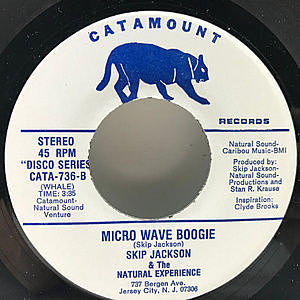 CATAMOUNT
RECORDS
STEREO
45 RPM
"DISCO SERIES"
CATA-736-B
(WHALE)
TIME: 3:35
Catamount-
Natural Sound
Venture
Natural Sound-
Caribou Music-BMI
Produced by:
Skip Jackson-
Natural Sound-
Productions and
Stan R. Krause
Inspiration:
Clyde Brooks
MICRO WAVE BOOGIE
(Skip Jackson)
SKIP JACKSON
& The
NATURAL EXPERIENCE
737 Bergen Ave.
Jersey City, N. J. 07306